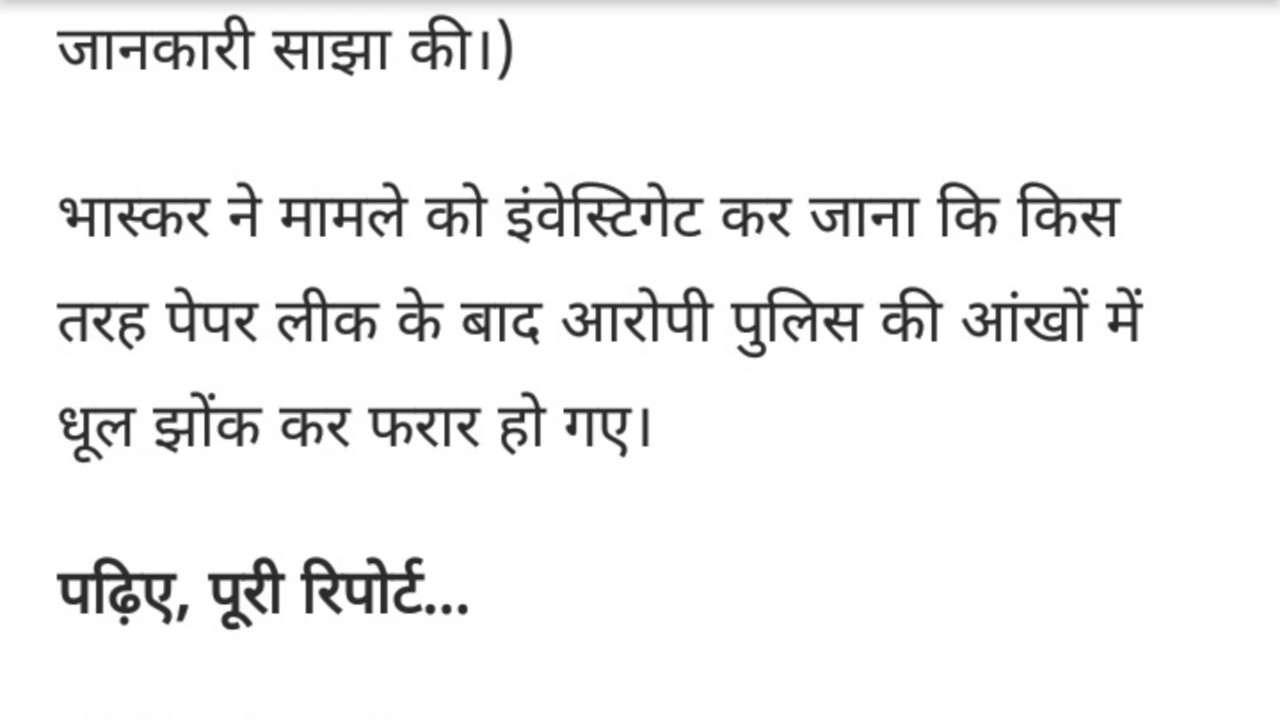 जानकारी साझा की।)
भास्कर ने मामले को इंवेस्टिगेट कर जाना कि किस
तरह पेपर लीक के बाद आरोपी पुलिस की आंखों में
धूल झोंक कर फरार हो गए।
पढ़िए, पूरी रिपोर्ट...